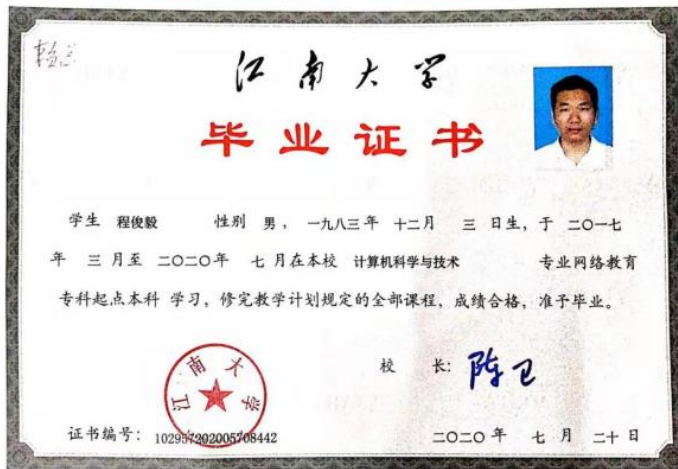 江南大学
毕业证书
学生 程俊毅 性别 男， 一九八三年 十二月 三 日生，于 二〇一七
年 三月至 二〇二〇年 七月在本校 计算机科学与技术 专业网络教育
专科起点本科 学习，修完教学计划规定的全部课程，成绩合格，准予毕业。
江南大学
校 长：陈卫
证书编号： 102957202005708442 二〇二〇年 七月 二十日